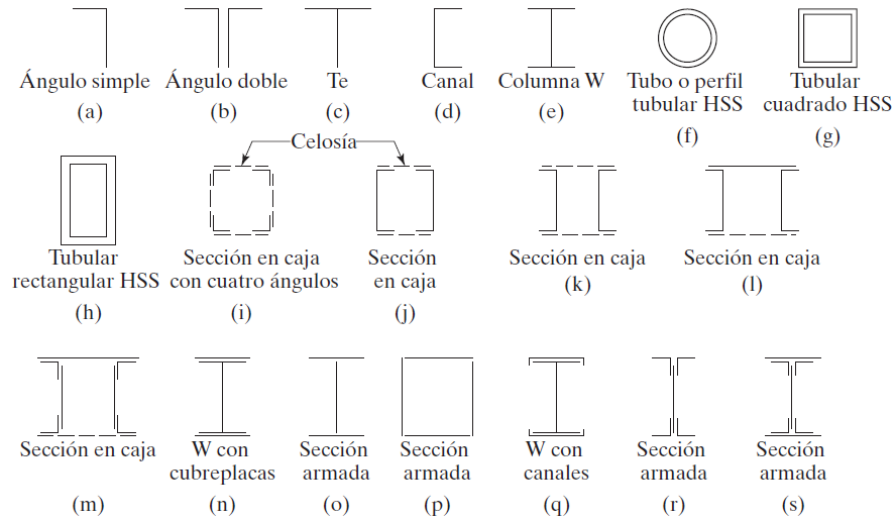 Ángulo simple Ángulo doble Te Canal Columna W Tubo o perfil Tubular
tubular HSS cuadrado HSS
(a) (b) (c) (d) (e) (f) (g)
Celosía
Tubular Sección en caja Sección Sección en caja Sección en caja
rectangular HSS con cuatro ángulos en caja
(h) (i) (j) (k) (l)
Sección en caja W con Sección Sección W con Sección Sección
cubreplacas armada armada canales armada armada
(m) (n) (o) (p) (q) (r) (s)